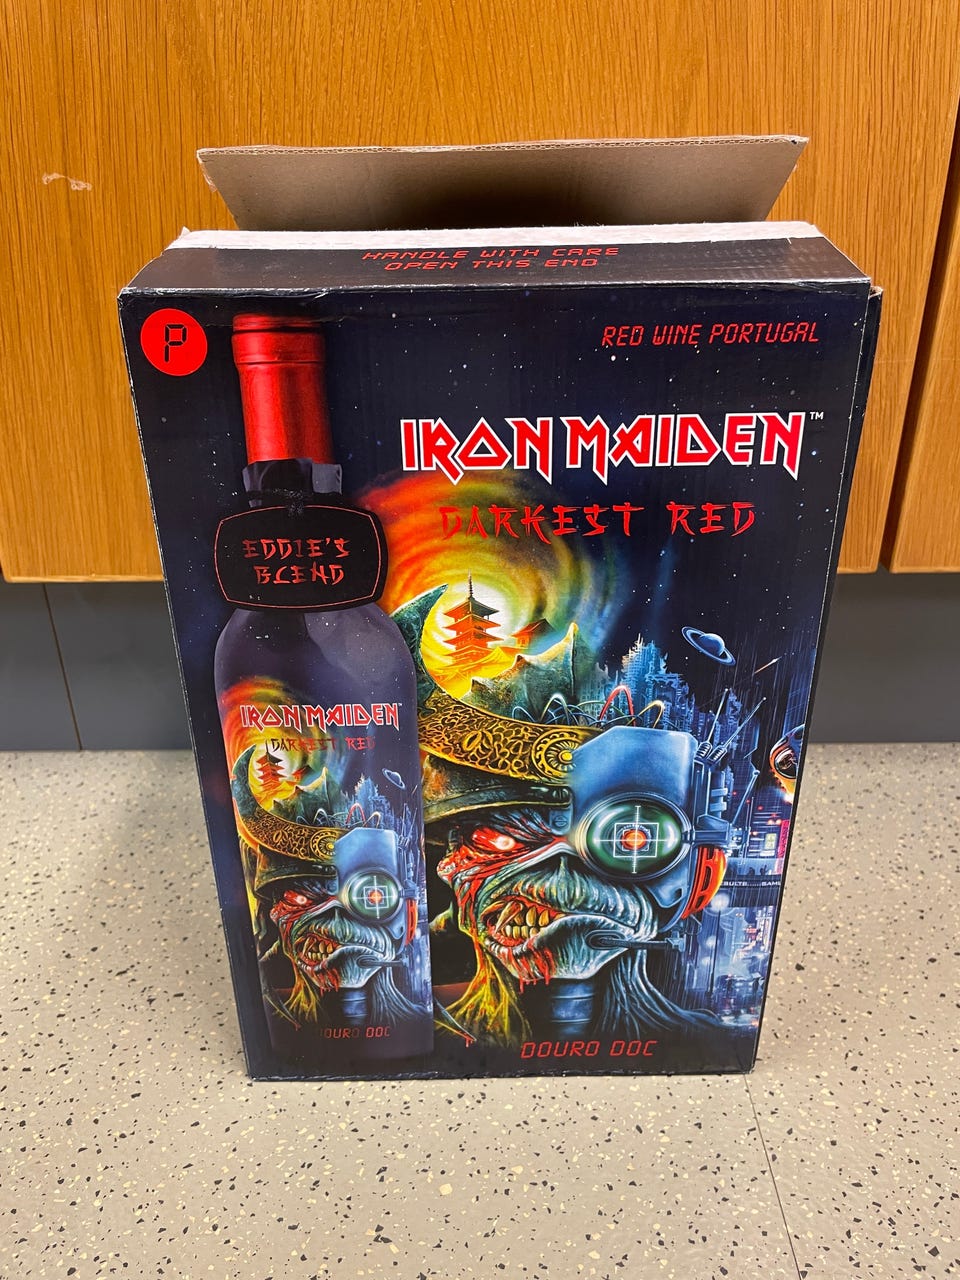 HANDLE WITH CARE
OPEN THIS END
P
RED WINE PORTUGAL
IRON MAIDEN™
DARKEST RED
EDDIE'S
BLEND
IRON MAIDEN
DARKEST RED
DOURO DOC
DOURO DOC